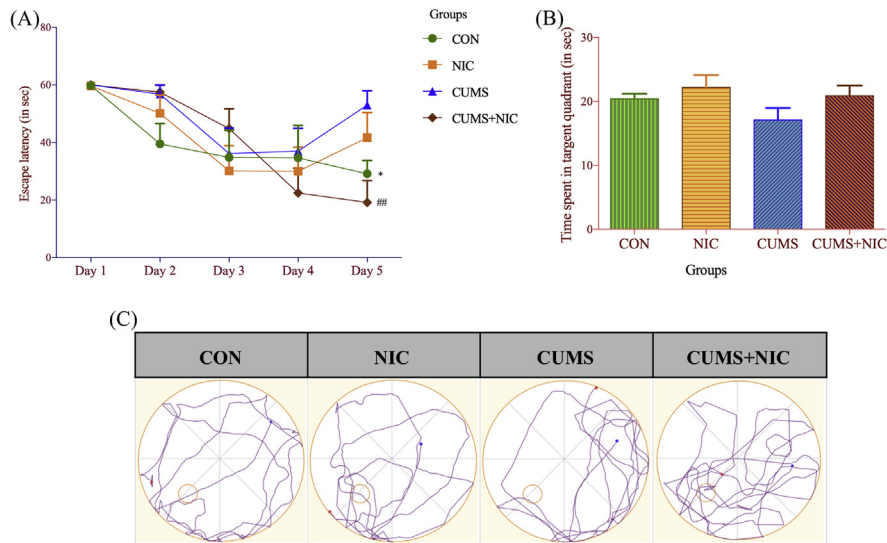 (A)
Groups
CON
NIC
CUMS
CUMS+NIC
Escape latency (in sec)
80
60
40
20
0
*
##
Day 1
Day 2
Day 3
Day 4
Day 5
(B)
Time spent in targent quadrant (in sec)
30
20
10
0
CON
NIC
CUMS
CUMS+NIC
Groups
(C)
CON
NIC
CUMS
CUMS+NIC